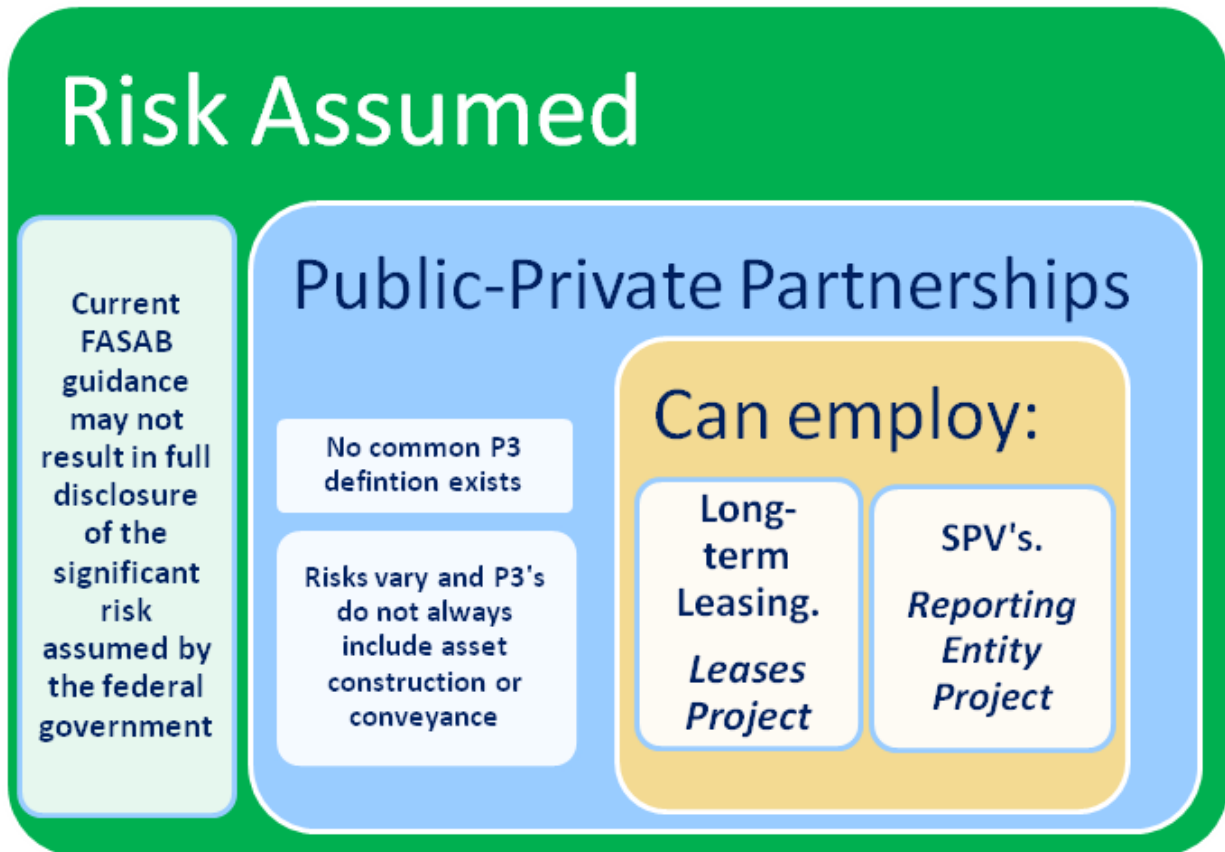 Risk Assumed
Current
FASAB
guidance
may not
result in full
disclosure
of the
significant
risk
assumed by
the federal
government
Public-Private Partnerships
No common P3
defintion exists
Risks vary and P3's
do not always
include asset
construction or
conveyance
Can employ:
Long-
term
Leasing.
Leases
Project
SPV's.
Reporting
Entity
Project